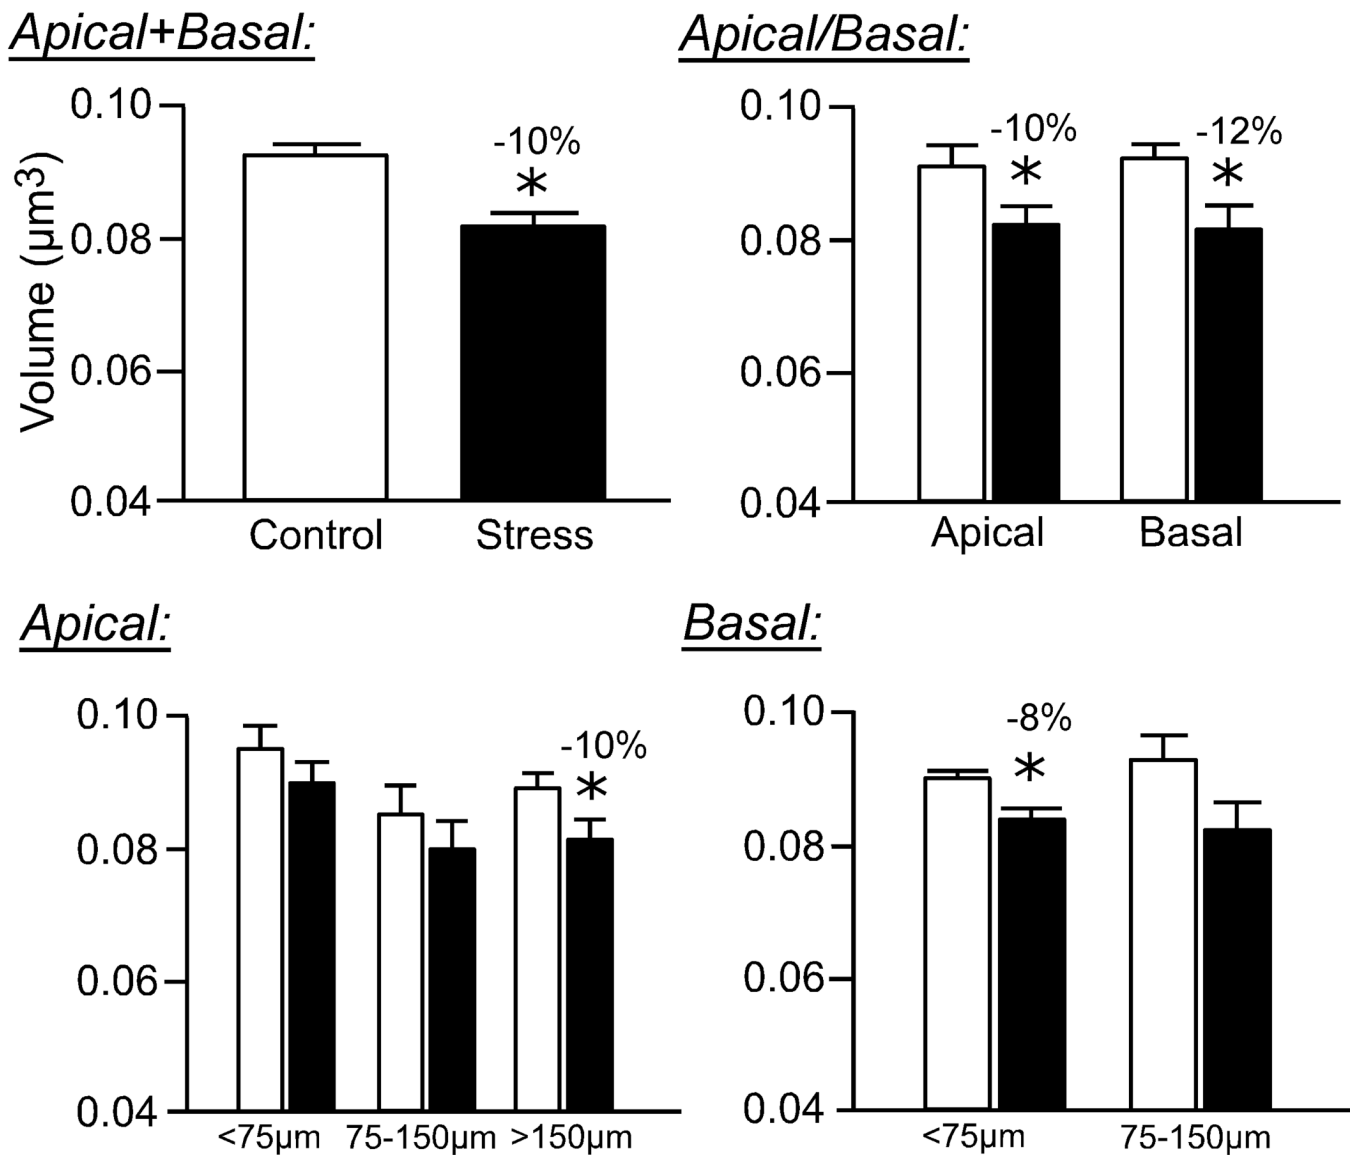 Apical+Basal:
Volume (µm3)
0.10
0.08
0.06
0.04
-10%
*
Control
Stress
Apical/Basal:
0.10
0.08
0.06
0.04
-10%
*
-12%
*
Apical
Basal
Apical:
0.10
0.08
0.06
0.04
-10%
*
<75µm
75-150µm
>150µm
Basal:
0.10
0.08
0.06
0.04
-8%
*
<75µm
75-150µm